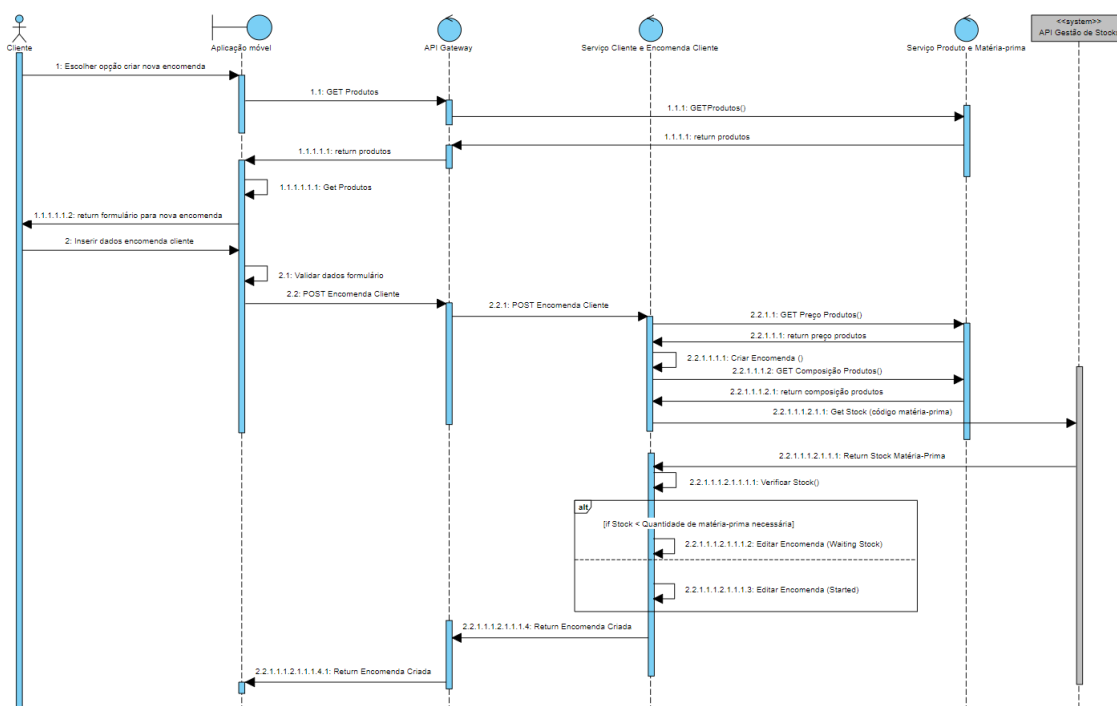 <<system>>
Cliente
Aplicação móvel
API Gateway
Serviço Cliente e Encomenda Cliente
Serviço Produto e Matéria-prima
API Gestão de Stocks
1: Escolher opção criar nova encomenda
1.1: GET Produtos
1.1.1: GETProdutos()
1.1.1.1: return produtos
1.1.1.1.1: return produtos
1.1.1.1.1.1: Get Produtos
1.1.1.1.1.2: return formulário para nova encomenda
2: Inserir dados encomenda cliente
2.1: Validar dados formulário
2.2: POST Encomenda Cliente
2.2.1: POST Encomenda Cliente
2.2.1.1: GET Preço Produtos()
2.2.1.1.1: return preço produtos
2.2.1.1.1.1: Criar Encomenda ()
2.2.1.1.1.2: GET Composição Produtos()
2.2.1.1.1.2.1: return composição produtos
2.2.1.1.1.2.1.1: Get Stock (código matéria-prima)
2.2.1.1.1.2.1.1.1: Return Stock Matéria-Prima
2.2.1.1.1.2.1.1.1.1: Verificar Stock()
alt
[if Stock < Quantidade de matéria-prima necessária]
2.2.1.1.1.2.1.1.1.2: Editar Encomenda (Waiting Stock)
2.2.1.1.1.2.1.1.1.3: Editar Encomenda (Started)
2.2.1.1.1.2.1.1.1.4: Return Encomenda Criada
2.2.1.1.1.2.1.1.1.4.1: Return Encomenda Criada